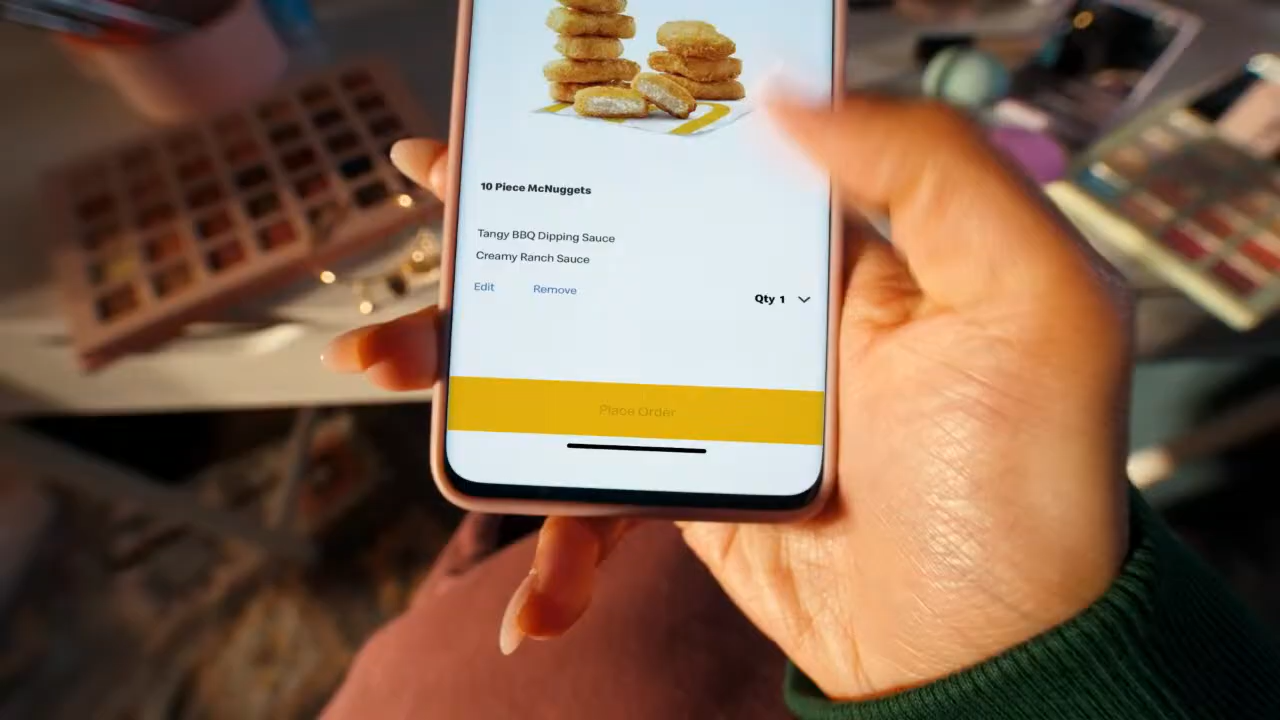 10 Piece McNuggets
Tangy BBQ Dipping Sauce
Creamy Ranch Sauce
Edit
Remove
Qty 1
Place Order